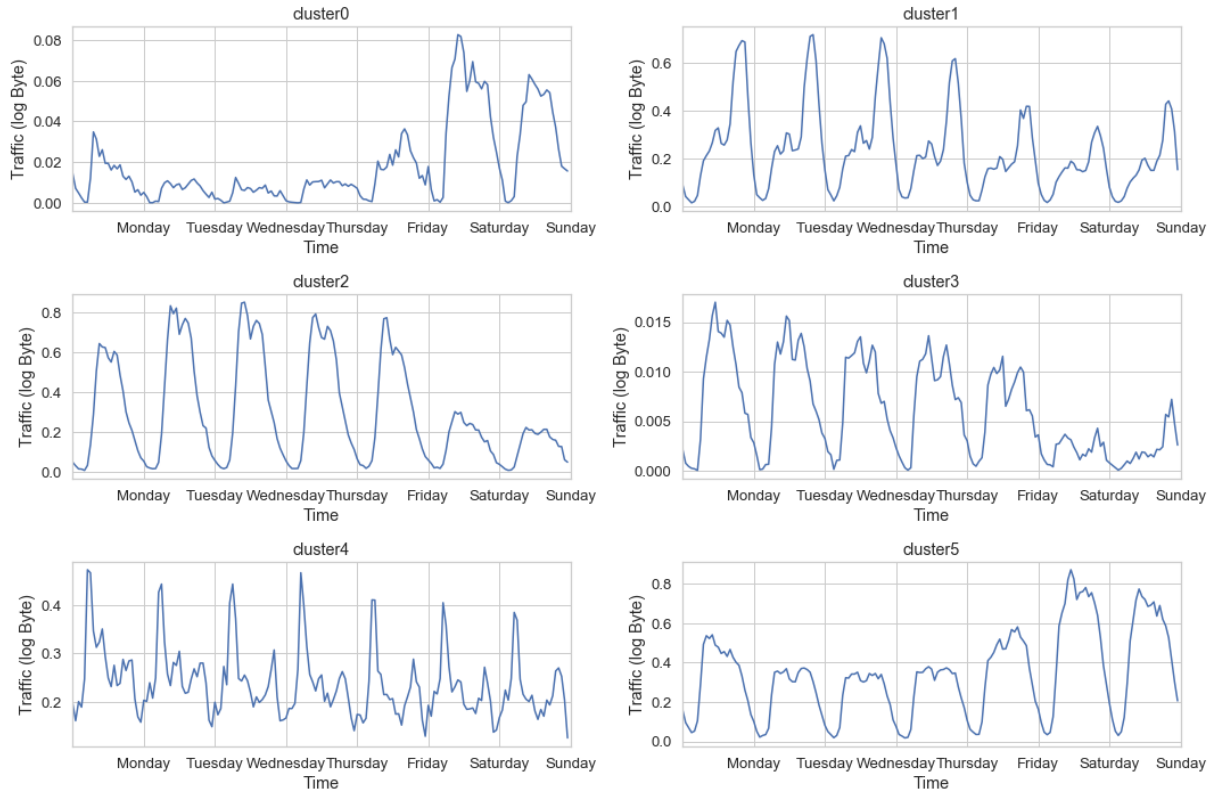 cluster0
Traffic (log Byte)
0.08
0.06
0.04
0.02
0.00
Monday Tuesday Wednesday Thursday Friday Saturday Sunday
Time
cluster1
Traffic (log Byte)
0.6
0.4
0.2
0.0
Monday Tuesday Wednesday Thursday Friday Saturday Sunday
Time
cluster2
Traffic (log Byte)
0.8
0.6
0.4
0.2
0.0
Monday Tuesday Wednesday Thursday Friday Saturday Sunday
Time
cluster3
Traffic (log Byte)
0.015
0.010
0.005
0.000
Monday Tuesday Wednesday Thursday Friday Saturday Sunday
Time
cluster4
Traffic (log Byte)
0.4
0.3
0.2
Monday Tuesday Wednesday Thursday Friday Saturday Sunday
Time
cluster5
Traffic (log Byte)
0.8
0.6
0.4
0.2
0.0
Monday Tuesday Wednesday Thursday Friday Saturday Sunday
Time